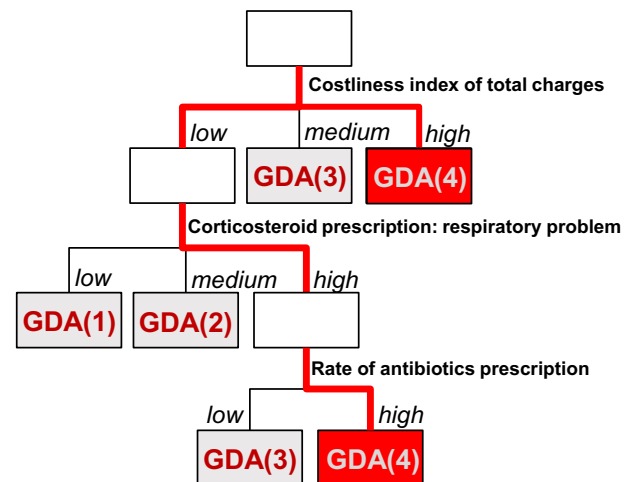 Costliness index of total charges
low
medium
high
GDA(3)
GDA(4)
Corticosteroid prescription: respiratory problem
low
medium
high
GDA(1)
GDA(2)
Rate of antibiotics prescription
low
high
GDA(3)
GDA(4)